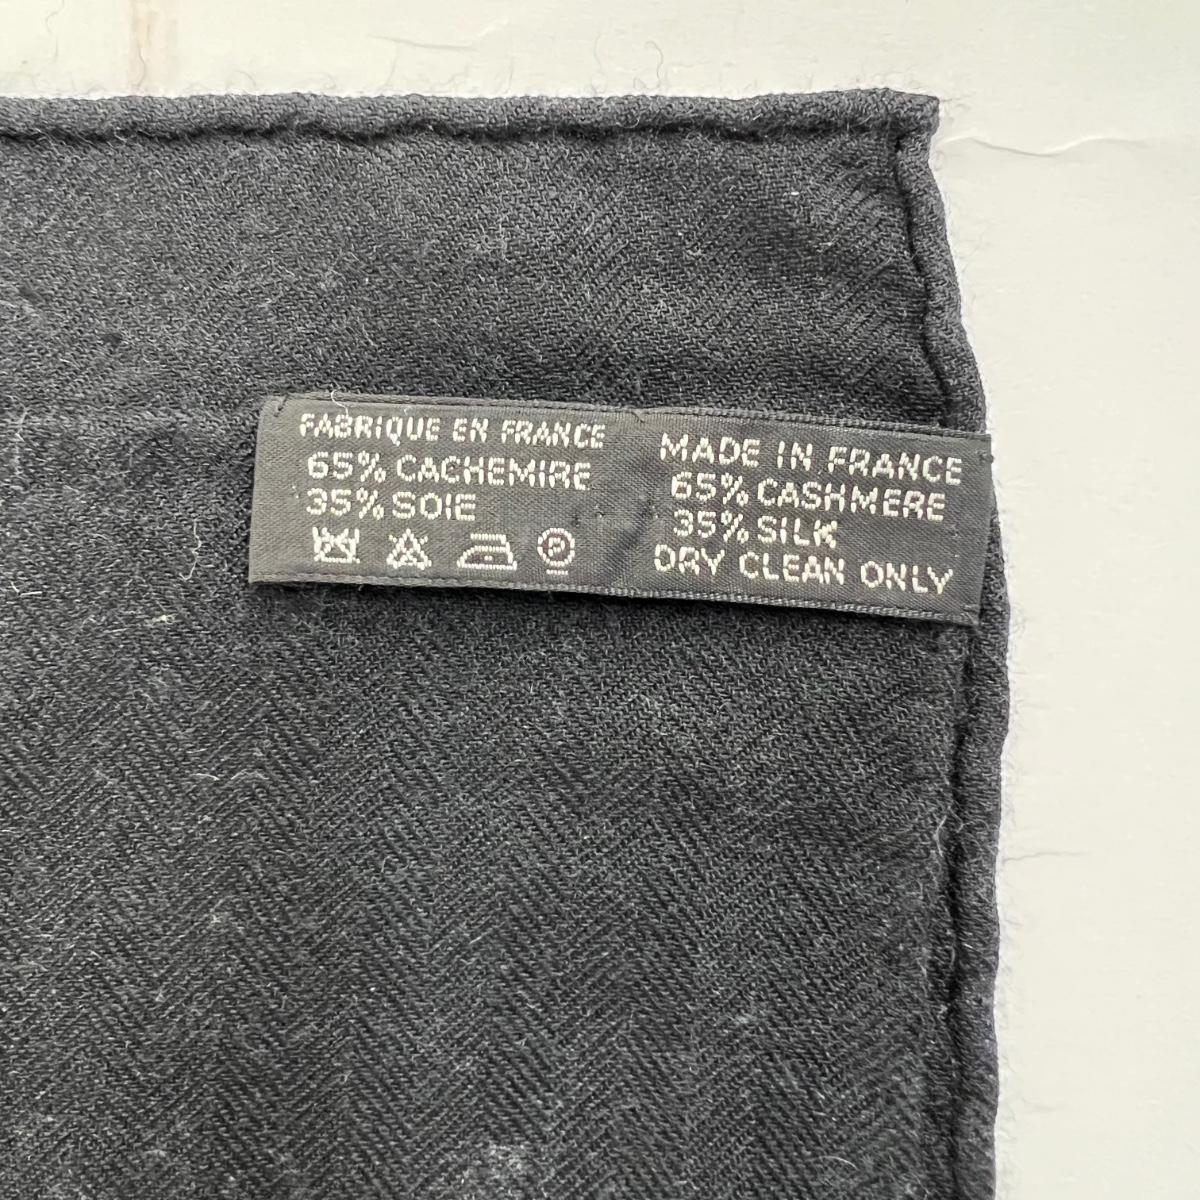 FABRIQUE EN FRANCE
65% CACHEMIRE
35% SOIE
P
MADE IN FRANCE
65% CASHMERE
35% SILK
DRY CLEAN ONLY